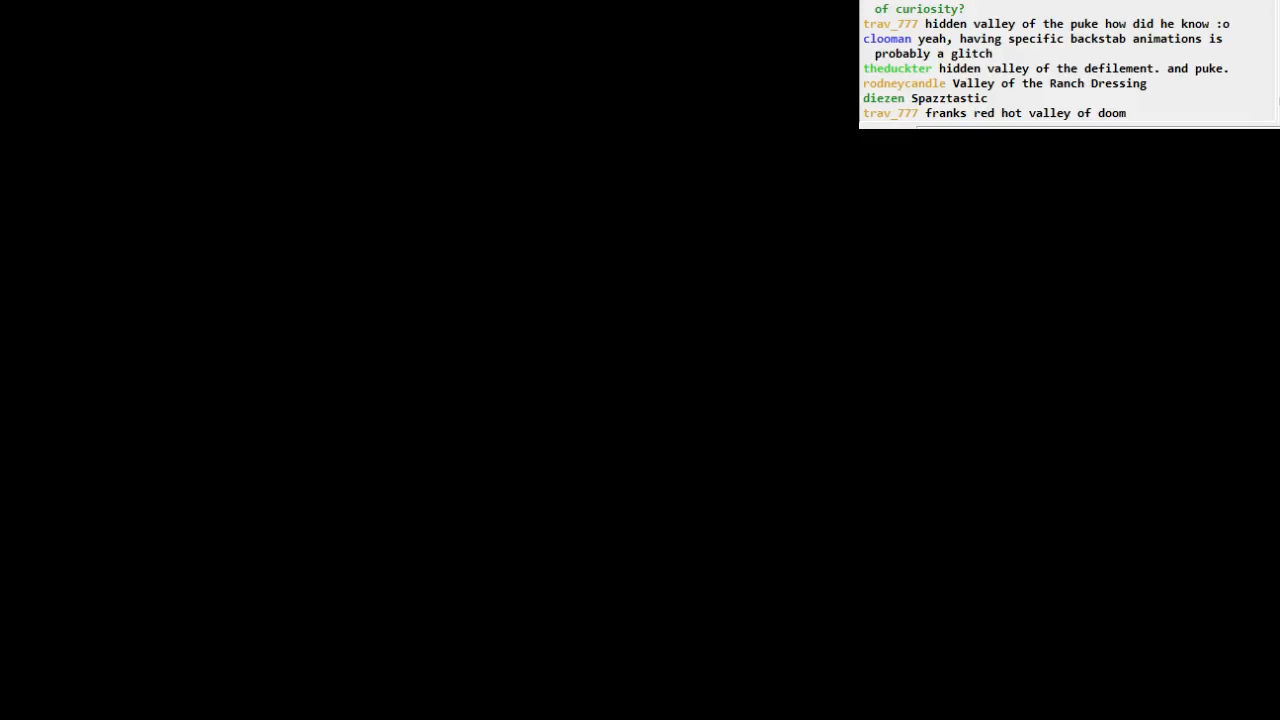 of curiosity?
trav_777 hidden valley of the puke how did he know :o
clooman yeah, having specific backstab animations is
probably a glitch
theduckter hidden valley of the defilement. and puke.
rodneycandle Valley of the Ranch Dressing
diezen Spazztastic
trav_777 franks red hot valley of doom